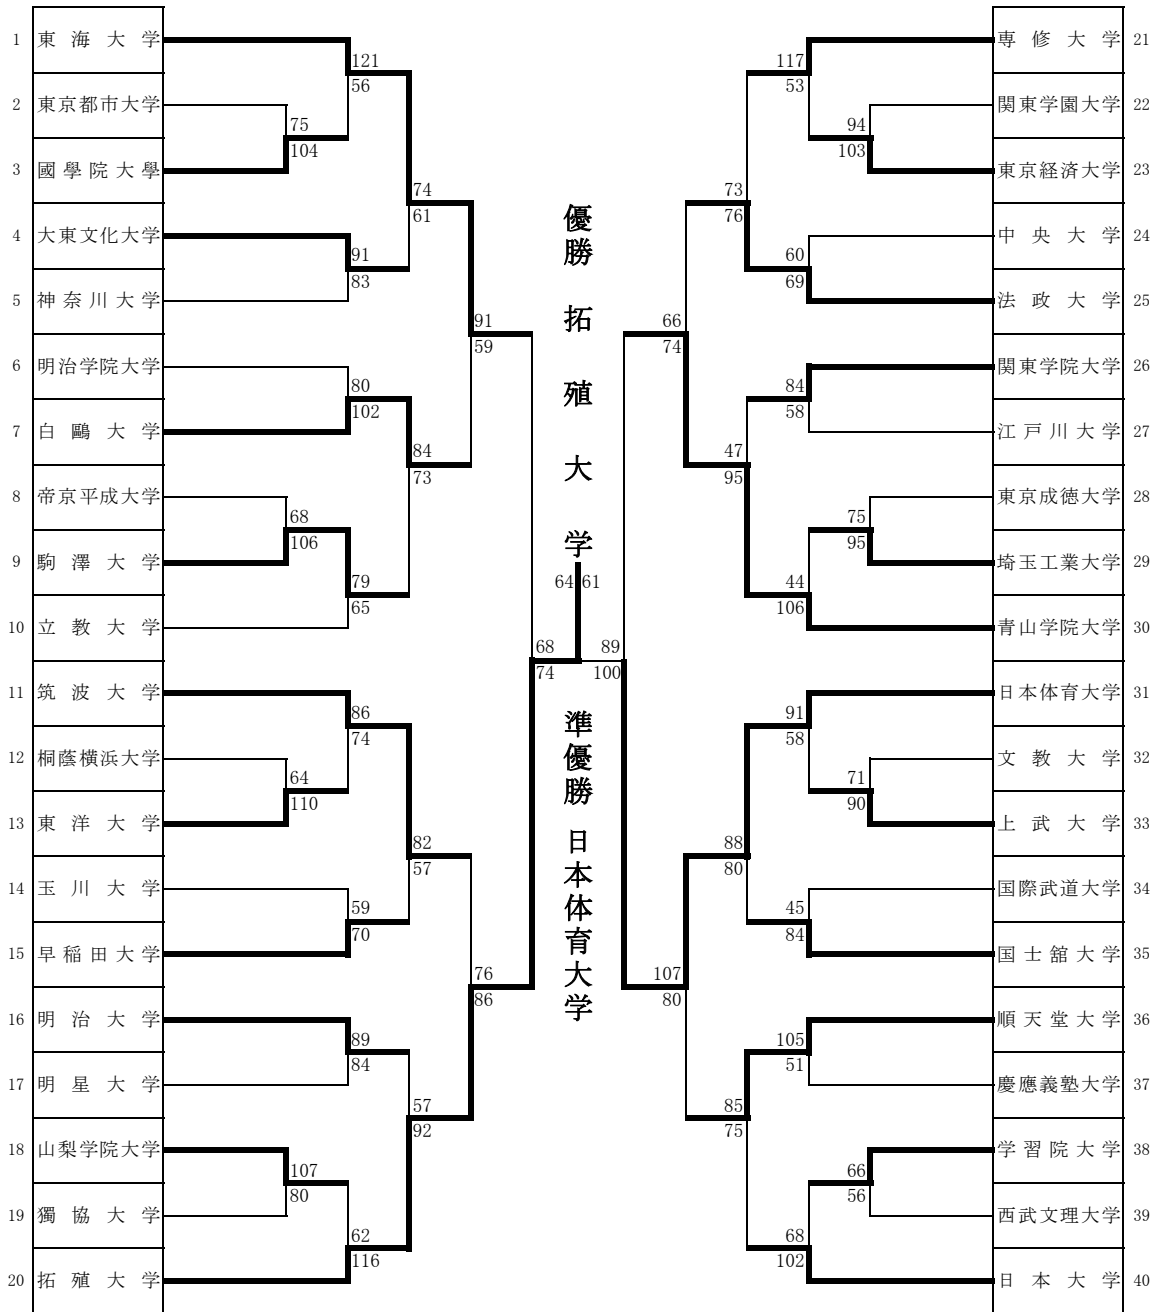 1 東海大学
2 東京都市大学
3 國學院大學
4 大東文化大学
5 神奈川大学
6 明治学院大学
7 白鷗大学
8 帝京平成大学
9 駒澤大学
10 立教大学
11 筑波大学
12 桐蔭横浜大学
13 東洋大学
14 玉川大学
15 早稲田大学
16 明治大学
17 明星大学
18 山梨学院大学
19 獨協大学
20 拓殖大学
75
104
68
106
64
110
107
80
121
56
91
83
80
102
79
65
86
74
59
70
89
84
62
116
74
61
84
73
82
57
57
92
91
59
76
86
68
74
優勝 拓殖大学
64 61
準優勝 日本体育大学
89
100
66
74
107
80
73
76
47
95
88
80
85
75
117
53
60
69
84
58
44
106
91
58
45
84
105
51
68
102
94
103
75
95
71
90
66
56
専修大学 21
関東学園大学 22
東京経済大学 23
中央大学 24
法政大学 25
関東学院大学 26
江戸川大学 27
東京成徳大学 28
埼玉工業大学 29
青山学院大学 30
日本体育大学 31
文教大学 32
上武大学 33
国際武道大学 34
国士舘大学 35
順天堂大学 36
慶應義塾大学 37
学習院大学 38
西武文理大学 39
日本大学 40